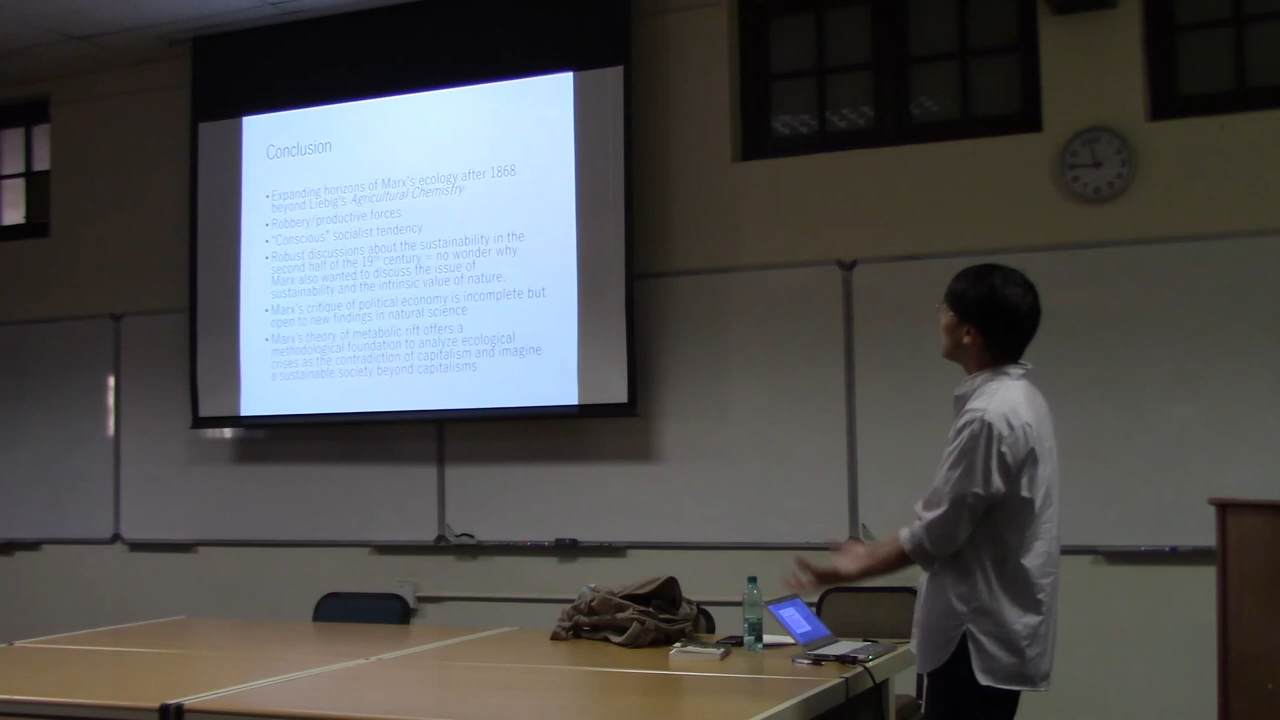 Conclusion
• Expanding horizons of Marx's ecology after 1868
beyond Liebig's Agricultural Chemistry
• Robbery/productive forces
• "Conscious" socialist tendency
• Robust discussions about the sustainability in the
second half of the 19th century = no wonder why
Marx also wanted to discuss the issue of
sustainability and the intrinsic value of nature.
• Marx's critique of political economy is incomplete but
open to new findings in natural science
• Marx's theory of metabolic rift offers a
methodological foundation to analyze ecological
crises as the contradiction of capitalism and imagine
a sustainable society beyond capitalisms